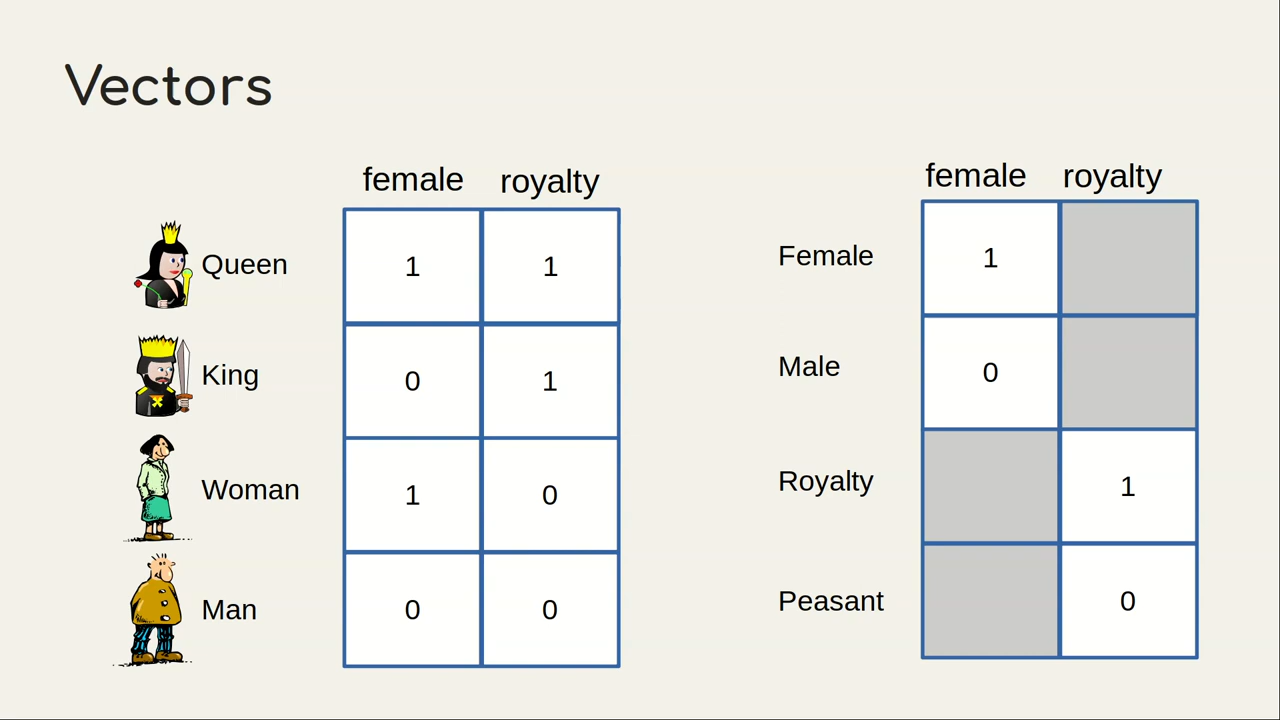 Vectors
female royalty
Queen 1 1
King 0 1
Woman 1 0
Man 0 0
female royalty
Female 1
Male 0
Royalty 1
Peasant 0